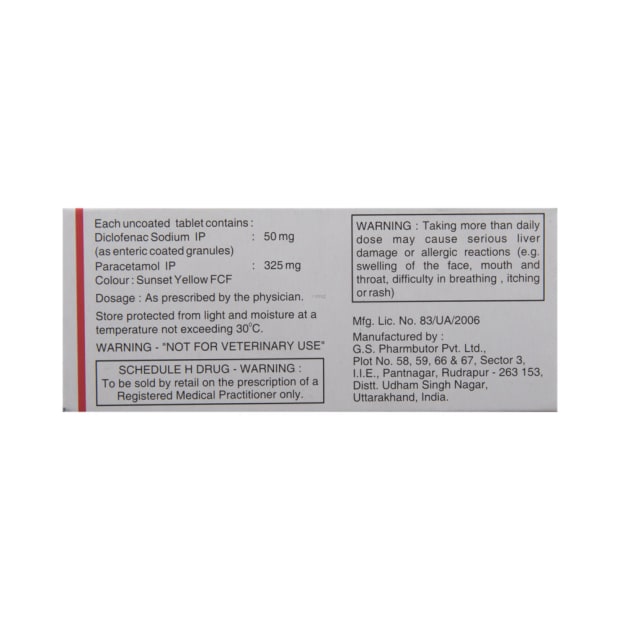 Each uncoated tablet contains :
Diclofenac Sodium IP : 50 mg
(as enteric coated granules)
Paracetamol IP : 325 mg
Colour : Sunset Yellow FCF
Dosage : As prescribed by the physician.
Store protected from light and moisture at a
temperature not exceeding 30°C.
WARNING - "NOT FOR VETERINARY USE"
SCHEDULE H DRUG - WARNING :
To be sold by retail on the prescription of a
Registered Medical Practitioner only.
WARNING : Taking more than daily
dose may cause serious liver
damage or allergic reactions (e.g.
swelling of the face, mouth and
throat, difficulty in breathing , itching
or rash)
Mfg. Lic. No. 83/UA/2006
Manufactured by :
G.S. Pharmbutor Pvt. Ltd.,
Plot No. 58, 59, 66 & 67, Sector 3,
I.I.E., Pantnagar, Rudrapur - 263 153,
Distt. Udham Singh Nagar,
Uttarakhand, India.